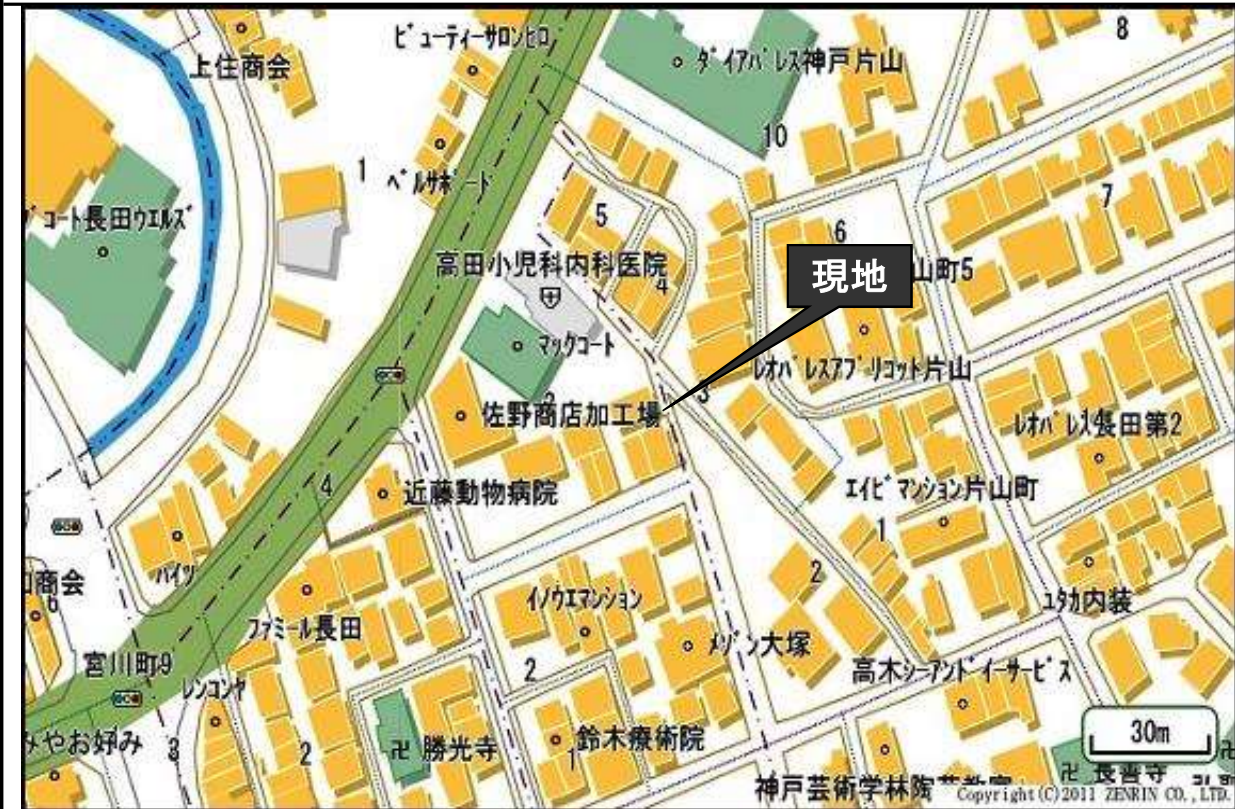 8
ビューティーサロンヒロ
上住商会
ダイアパレス神戸片山
10
1
ベルサポート
7
コート長田ウエルズ
5
6
高田小児科内科医院
現地
山町5
4
マックコート
レオパレスアプリコット片山
3
佐野商店加工場
レオパレス長田第2
4
近藤動物病院
エイビマンション片山町
1
ハイツ
2
商会
6
イノウエマンション
ユタカ内装
ファミール長田
メゾン大塚
宮川町9
2
高木シーアンドイーサービス
レンコンヤ
30m
みやお好み
3
2
卍 勝光寺
鈴木療術院
1
卍 長善寺
神戸芸術学林陶芸教室
Copyright(C)2011 ZENRIN CO., LTD.